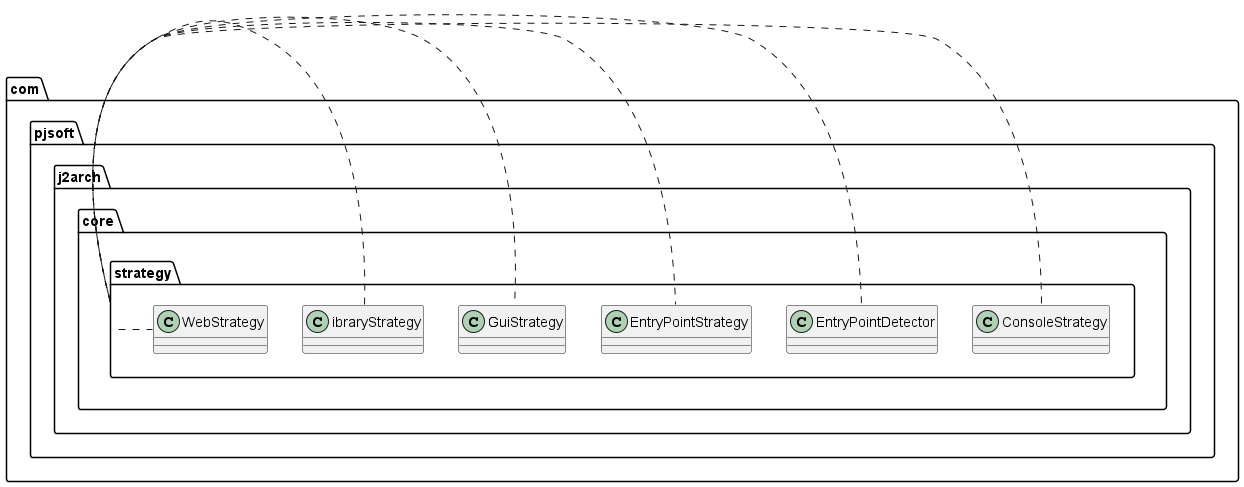 com
pjsoft
j2arch
core
strategy
C WebStrategy
C ibraryStrategy
C GuiStrategy
C EntryPointStrategy
C EntryPointDetector
C ConsoleStrategy